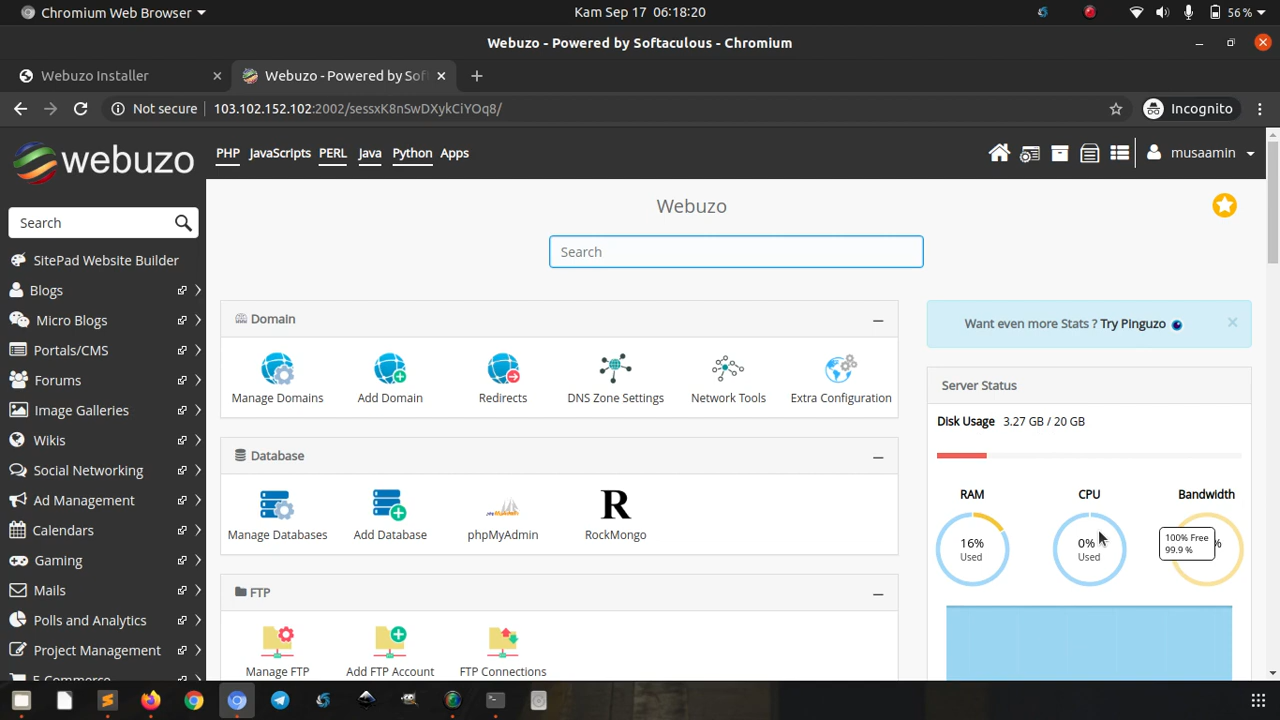 Chromium Web Browser
Kam Sep 17 06:18:20
56 %
Webuzo - Powered by Softaculous - Chromium
Webuzo Installer
Webuzo - Powered by Sof
Not secure
103.102.152.102:2002/sessxK8nSwDXykCiYOq8/
Incognito
webuzo
PHP JavaScripts PERL Java Python Apps
musaamin
Search
SitePad Website Builder
Blogs
Micro Blogs
Portals/CMS
Forums
Image Galleries
Wikis
Social Networking
Ad Management
Calendars
Gaming
Mails
Polls and Analytics
Project Management
E-Commerce
Webuzo
Search
Domain
Manage Domains
Add Domain
Redirects
DNS Zone Settings
Network Tools
Extra Configuration
Database
Manage Databases
Add Database
phpMyAdmin
R
RockMongo
FTP
Manage FTP
Add FTP Account
FTP Connections
Want even more Stats ? Try Pinguzo
×
Server Status
Disk Usage 3.27 GB / 20 GB
RAM
CPU
Bandwidth
16%
Used
0%
Used
100% Free
99.9 %
%